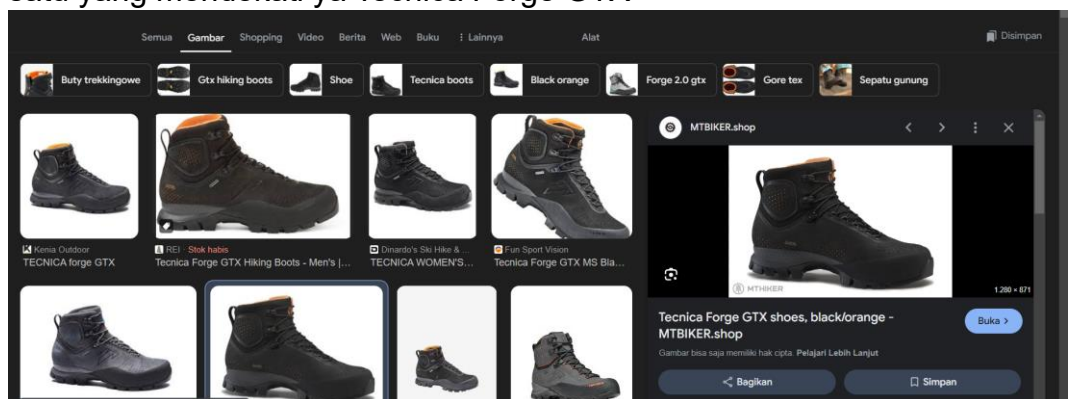 Semua Gambar Shopping Video Berita Web Buku Lainnya Alat Disimpan
Buty trekkingowe Gtx hiking boots Shoe Tecnica boots Black orange Forge 2.0 gtx Gore tex Sepatu gunung
MTBIKER.shop
Kenia Outdoor
TECNICA forge GTX
REI · Stok habis
Tecnica Forge GTX Hiking Boots - Men's |...
Dinardo's Ski Hike & ...
TECNICA WOMEN'S...
Fun Sport Vision
Tecnica Forge GTX MS Bla...
MTHIKER
1.280 × 871
Tecnica Forge GTX shoes, black/orange - MTBIKER.shop
Buka >
Gambar bisa saja memiliki hak cipta. Pelajari Lebih Lanjut
Bagikan
Simpan